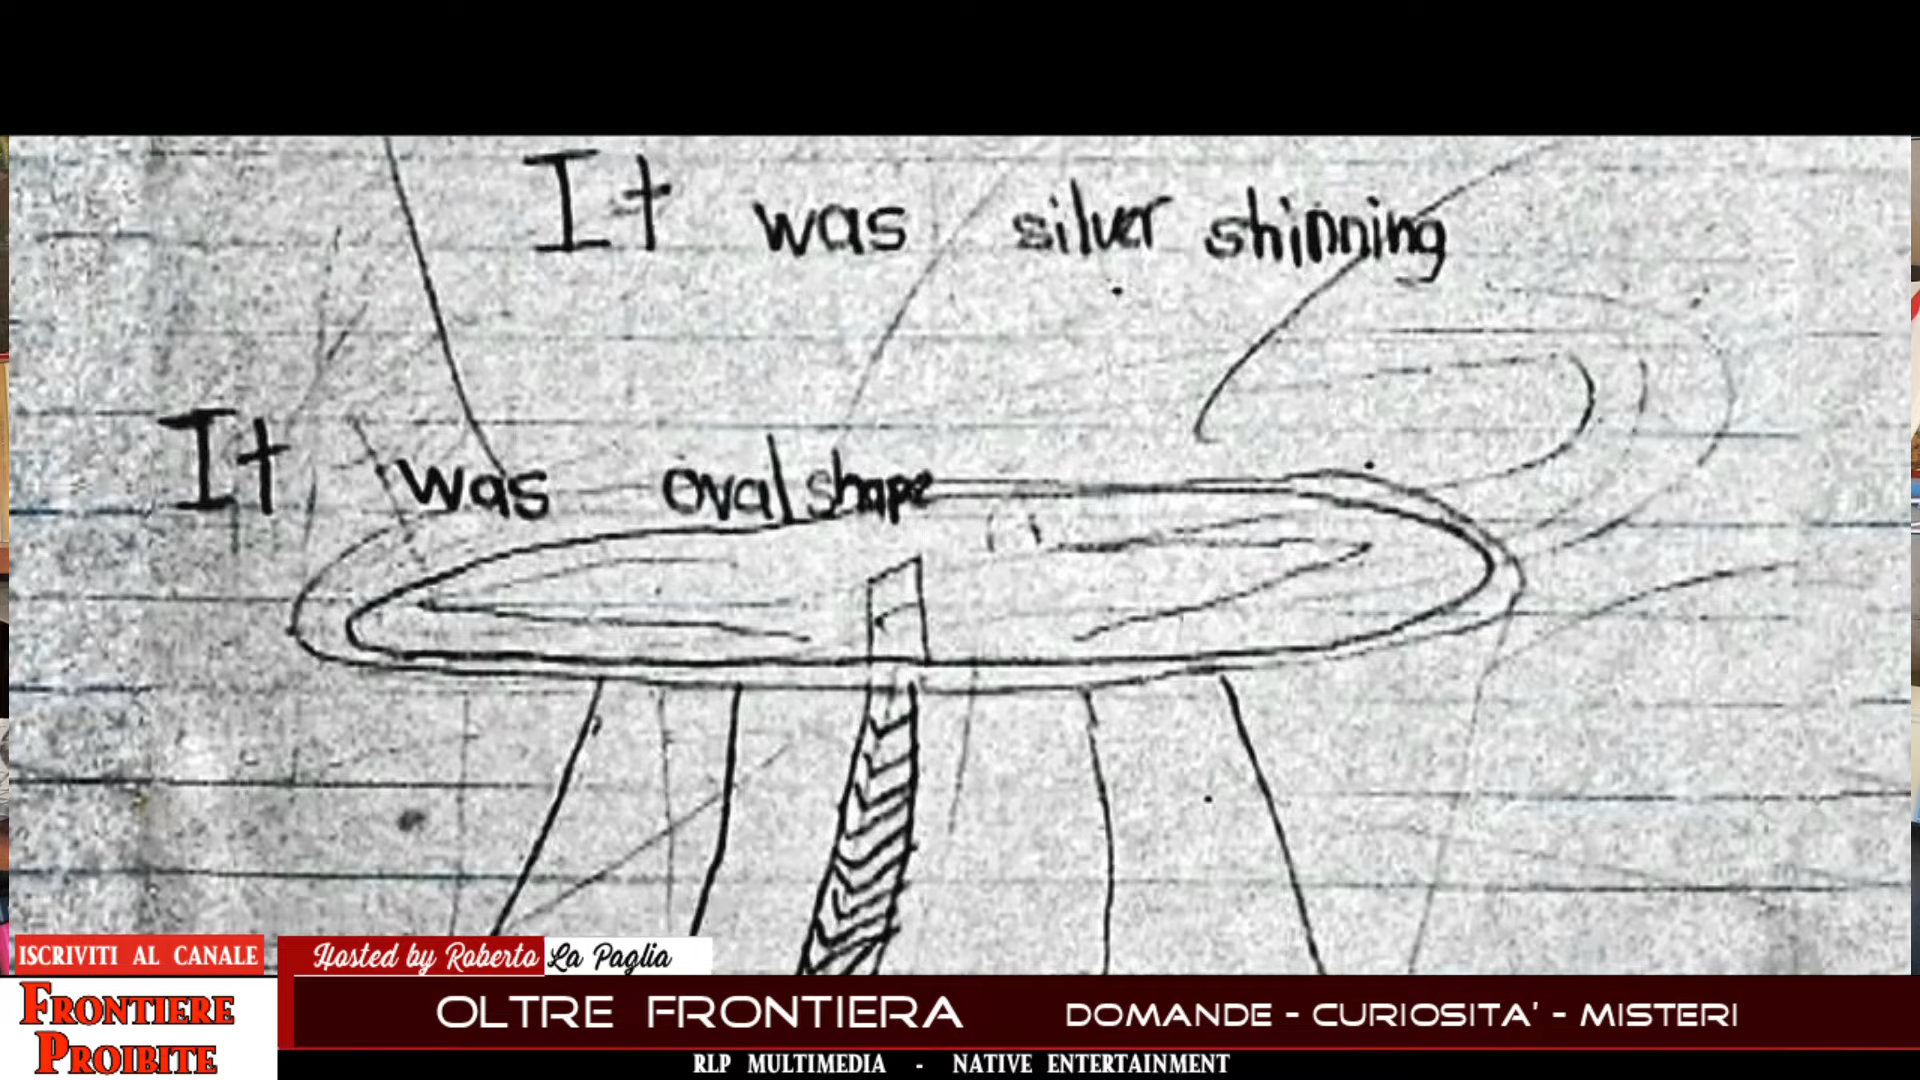 It was silver shinning
It was oval shape
ISCRIVITI AL CANALE
Hosted by Roberto La Paglia
FRONTIERE
PROIBITE
OLTRE FRONTIERA
DOMANDE - CURIOSITA' - MISTERI
RLP MULTIMEDIA - NATIVE ENTERTAINMENT